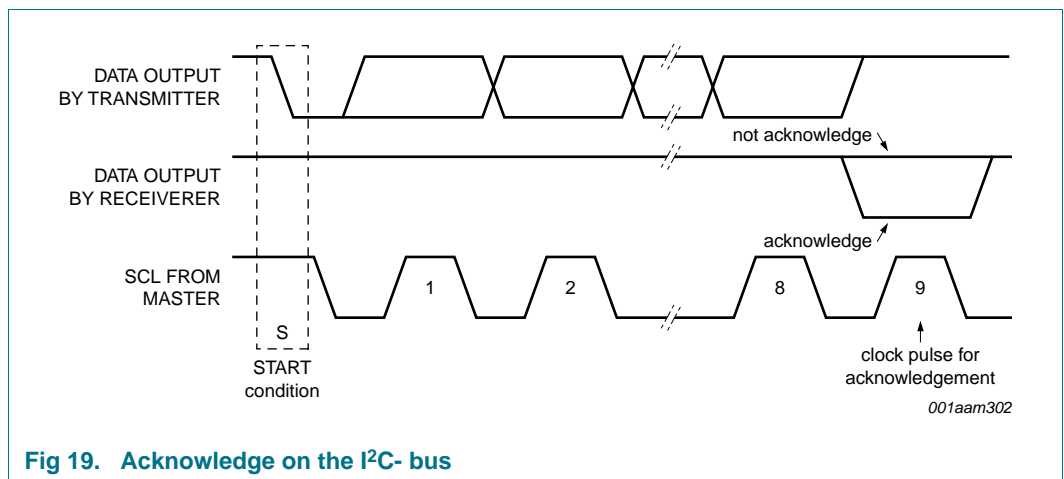 DATA OUTPUT
BY TRANSMITTER
not acknowledge
DATA OUTPUT
BY RECEIVERER
acknowledge
SCL FROM
MASTER
1
2
8
9
S
START
condition
clock pulse for
acknowledgement
001aam302
Fig 19. Acknowledge on the I²C- bus